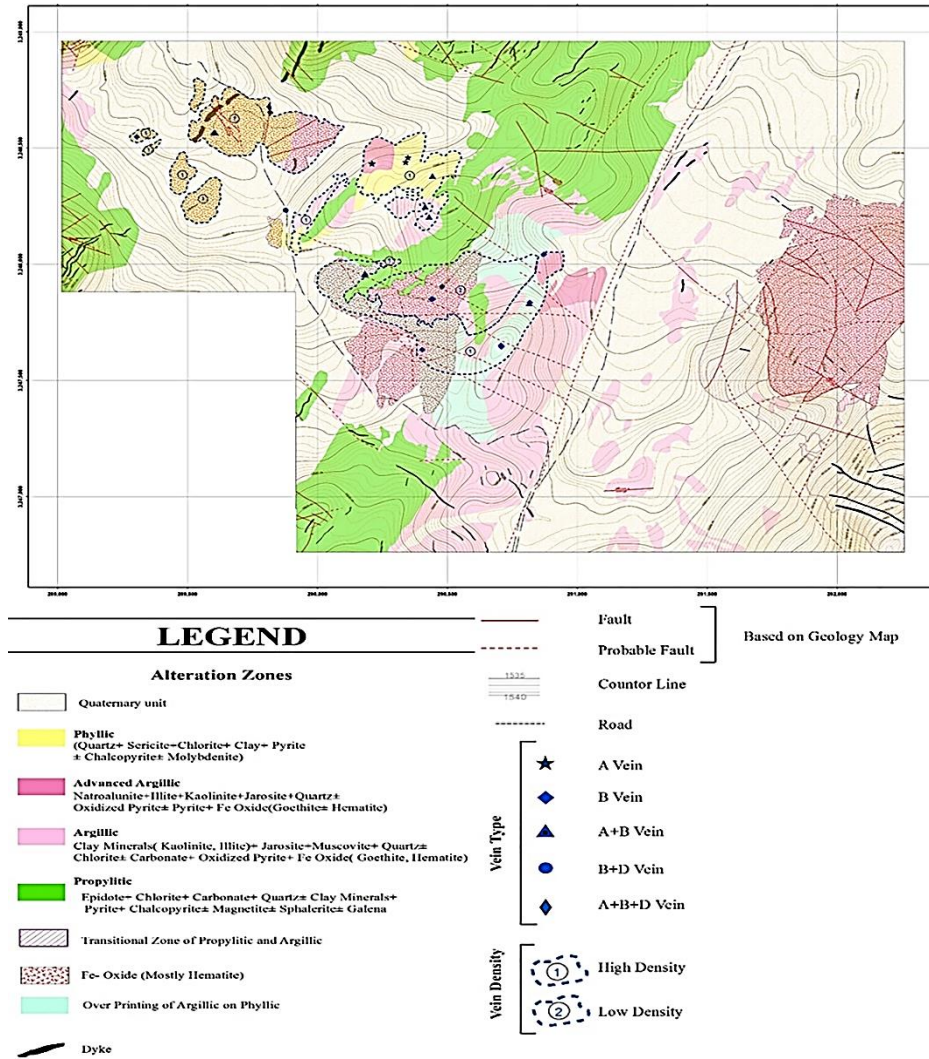 LEGEND
Alteration Zones
Quaternary unit
Phyllic
(Quartz+ Sericite+Chlorite+ Clay+ Pyrite
± Chalcopyrite± Molybdenite)
Advanced Argillic
Natroalunite+Illite+Kaolinite+Jarosite+Quartz±
Oxidized Pyrite± Pyrite+ Fe Oxide(Goethite± Hematite)
Argillic
Clay Minerals( Kaolinite, Illite)+ Jarosite+Muscovite+ Quartz±
Chlorite± Carbonate+ Oxidized Pyrite+ Fe Oxide( Goethite, Hematite)
Propylitic
Epidote+ Chlorite+ Carbonate+ Quartz± Clay Minerals+
Pyrite+ Chalcopyrite± Magnetite± Sphalerite± Galena
Transitional Zone of Propylitic and Argillic
Fe- Oxide (Mostly Hematite)
Over Printing of Argillic on Phyllic
Dyke
Fault
Probable Fault
Based on Geology Map
1535
1540
Countor Line
Road
Vein Type
A Vein
B Vein
A+B Vein
B+D Vein
A+B+D Vein
Vein Density
1
High Density
2
Low Density